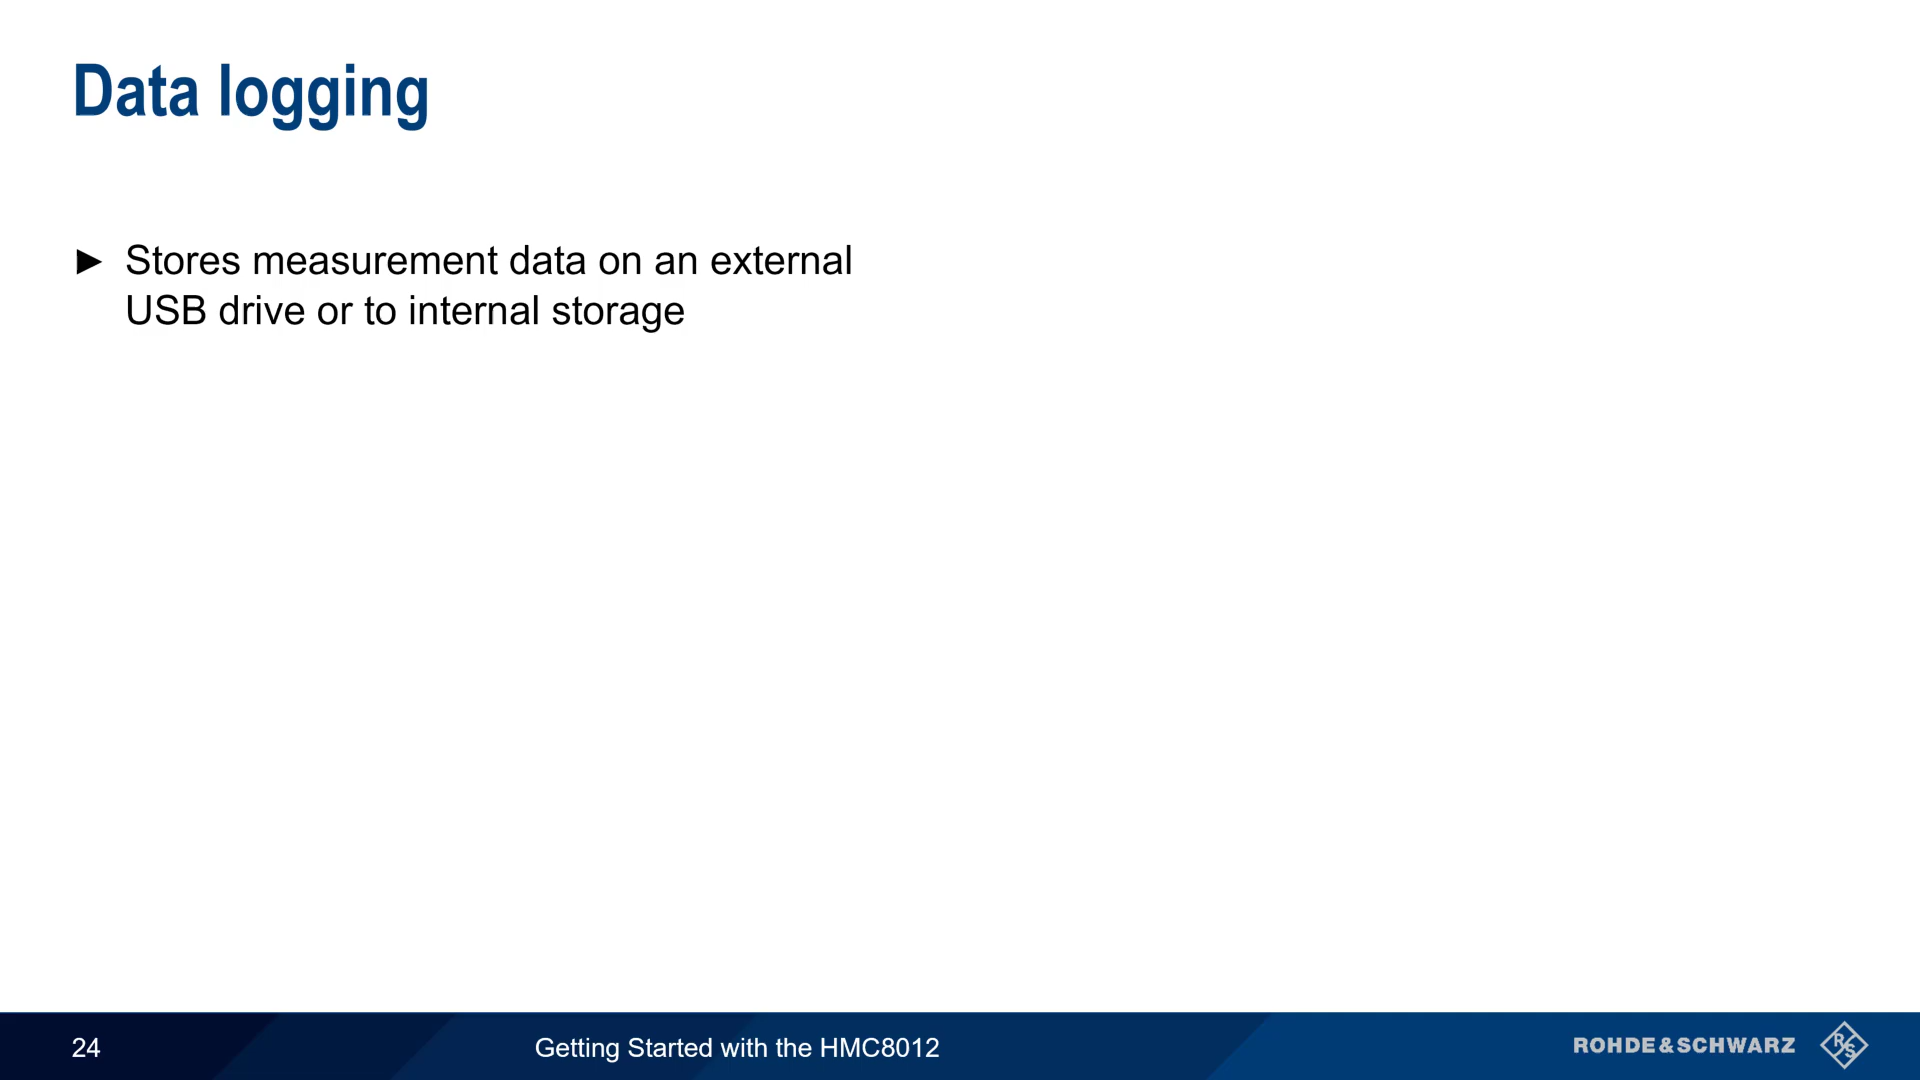 Data logging
► Stores measurement data on an external
USB drive or to internal storage
24
Getting Started with the HMC8012
ROHDE&SCHWARZ
R&S